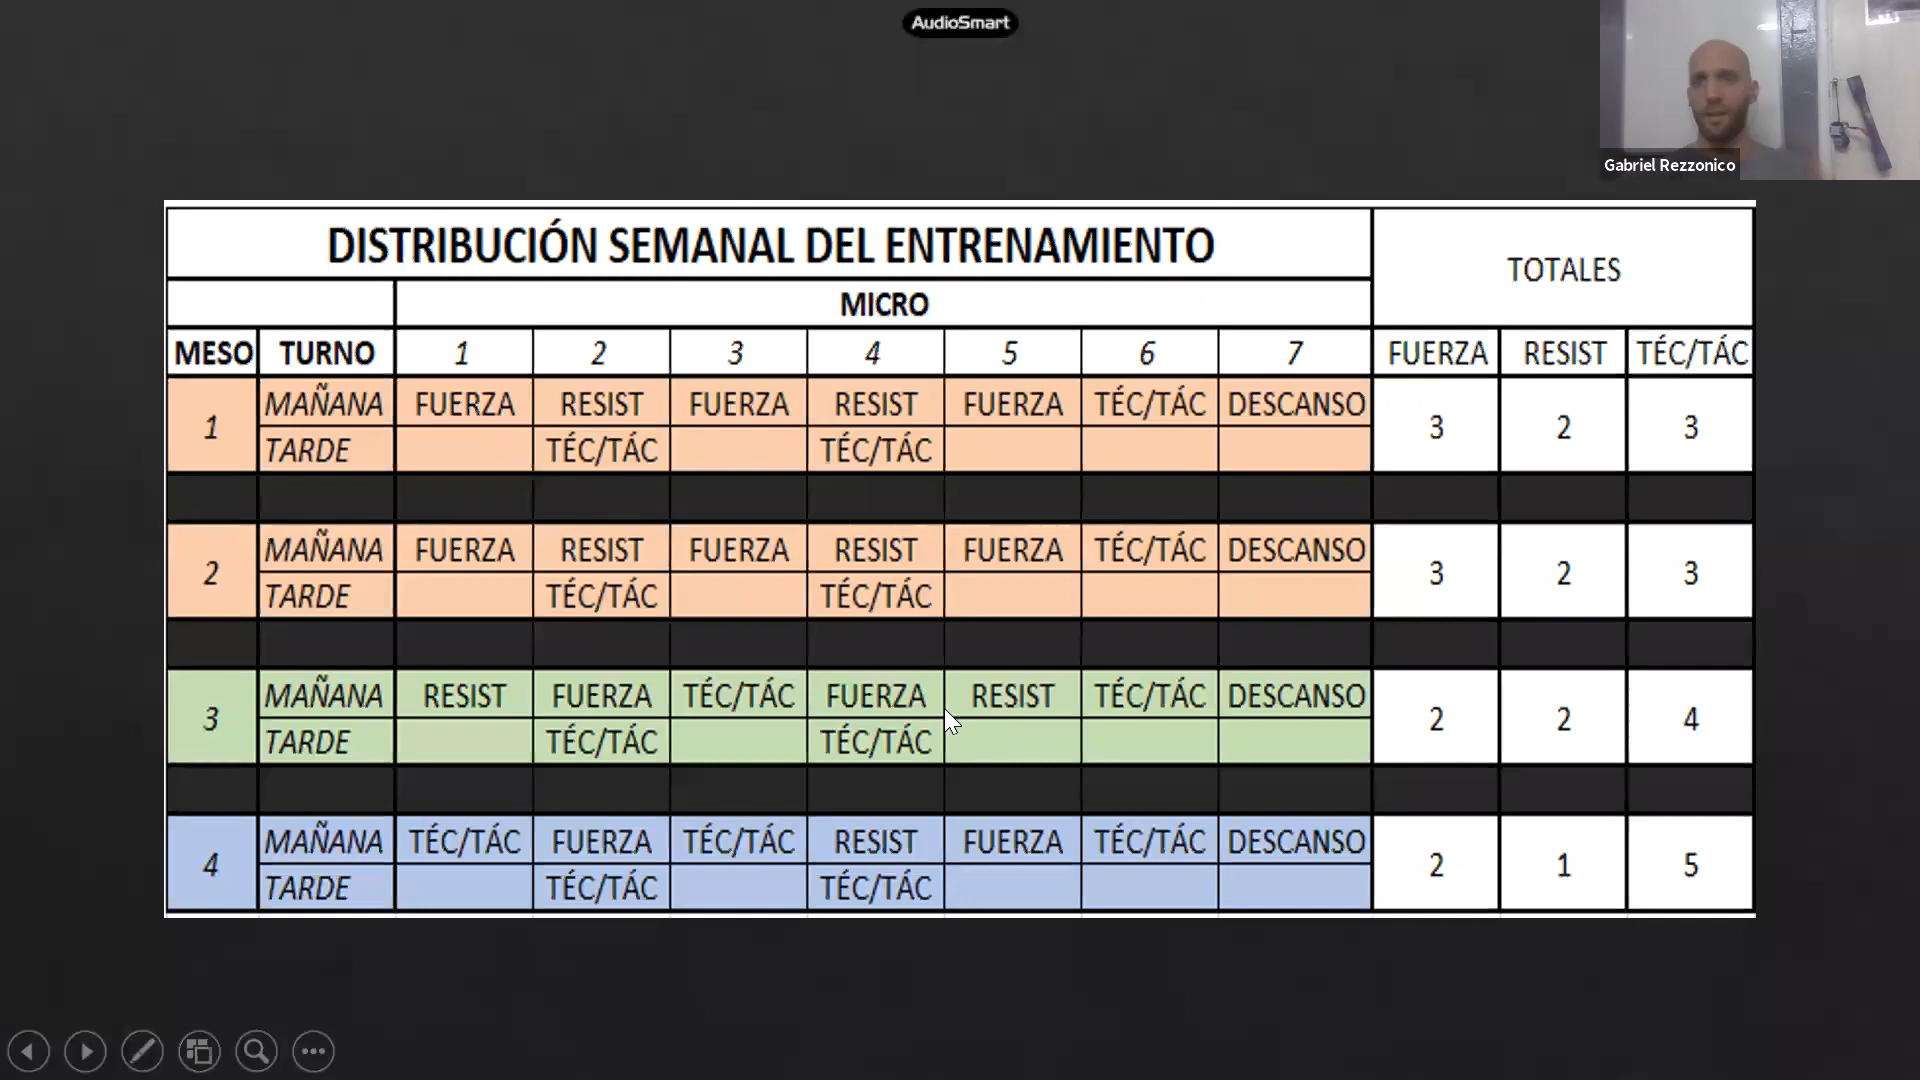 AudioSmart
Gabriel Rezzonico
DISTRIBUCIÓN SEMANAL DEL ENTRENAMIENTO
TOTALES
MICRO
MESO TURNO 1 2 3 4 5 6 7 FUERZA RESIST TÉC/TÁC
1 MAÑANA FUERZA RESIST FUERZA RESIST FUERZA TÉC/TÁC DESCANSO 3 2 3
TARDE TÉC/TÁC TÉC/TÁC
2 MAÑANA FUERZA RESIST FUERZA RESIST FUERZA TÉC/TÁC DESCANSO 3 2 3
TARDE TÉC/TÁC TÉC/TÁC
3 MAÑANA RESIST FUERZA TÉC/TÁC FUERZA RESIST TÉC/TÁC DESCANSO 2 2 4
TARDE TÉC/TÁC TÉC/TÁC
4 MAÑANA TÉC/TÁC FUERZA TÉC/TÁC RESIST FUERZA TÉC/TÁC DESCANSO 2 1 5
TARDE TÉC/TÁC TÉC/TÁC